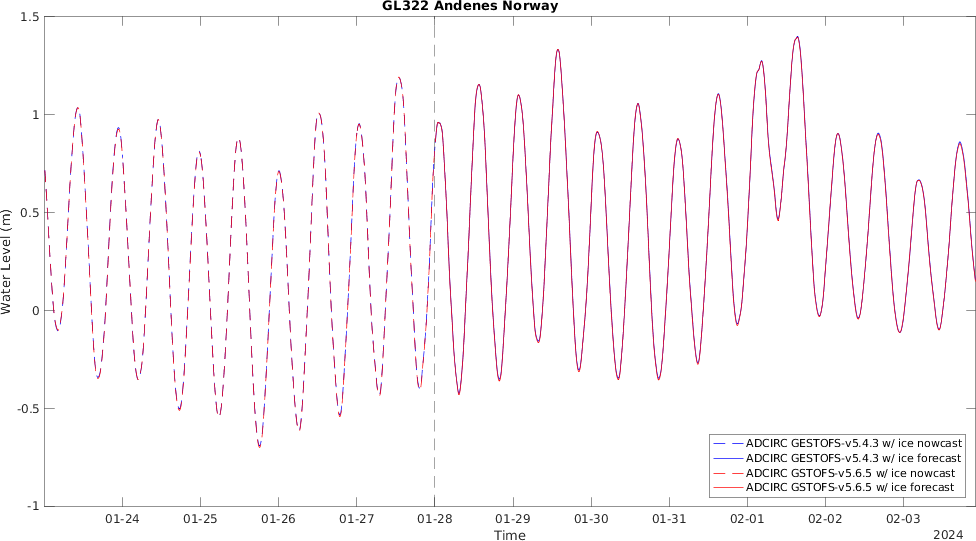 GL322 Andenes Norway
1.5
1
0.5
0
-0.5
-1
Water Level (m)
ADCIRC GESTOFS-v5.4.3 w/ ice nowcast
ADCIRC GESTOFS-v5.4.3 w/ ice forecast
ADCIRC GSTOFS-v5.6.5 w/ ice nowcast
ADCIRC GSTOFS-v5.6.5 w/ ice forecast
01-24 01-25 01-26 01-27 01-28 01-29 01-30 01-31 02-01 02-02 02-03
Time
2024